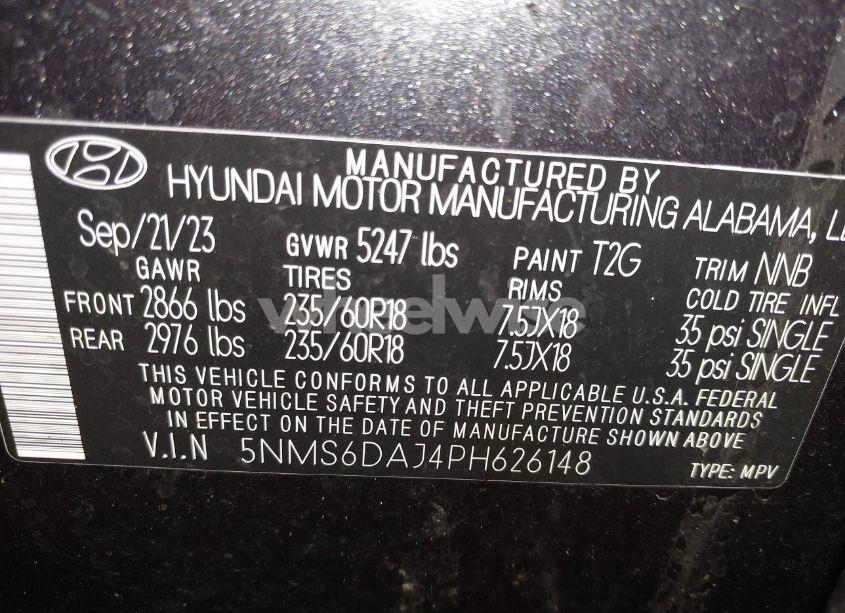 MANUFACTURED BY
HYUNDAI MOTOR MANUFACTURING ALABAMA,
Sep/21/23 GVWR 5247 lbs PAINT T2G TRIM NNB
GAWR TIRES RIMS COLD TIRE INFL
FRONT 2866 lbs 235/60R18 7.5JX18 35 psi SINGLE
REAR 2976 lbs 235/60R18 7.5JX18 35 psi SINGLE
THIS VEHICLE CONFORMS TO ALL APPLICABLE U.S.A. FEDERAL
MOTOR VEHICLE SAFETY AND THEFT PREVENTION STANDARDS
IN EFFECT ON THE DATE OF MANUFACTURE SHOWN ABOVE
V.I.N 5NMS6DAJ4PH626148 TYPE: MPV